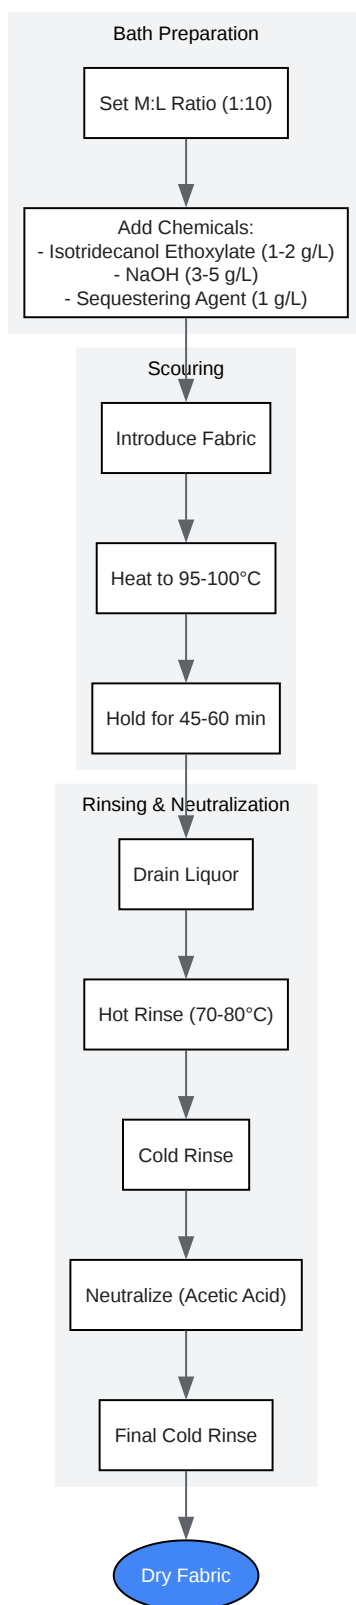 Bath Preparation
Set M:L Ratio (1:10)
Add Chemicals:
- Isotridecanol Ethoxylate (1-2 g/L)
- NaOH (3-5 g/L)
- Sequestering Agent (1 g/L)
Scouring
Introduce Fabric
Heat to 95-100°C
Hold for 45-60 min
Rinsing & Neutralization
Drain Liquor
Hot Rinse (70-80°C)
Cold Rinse
Neutralize (Acetic Acid)
Final Cold Rinse
Dry Fabric